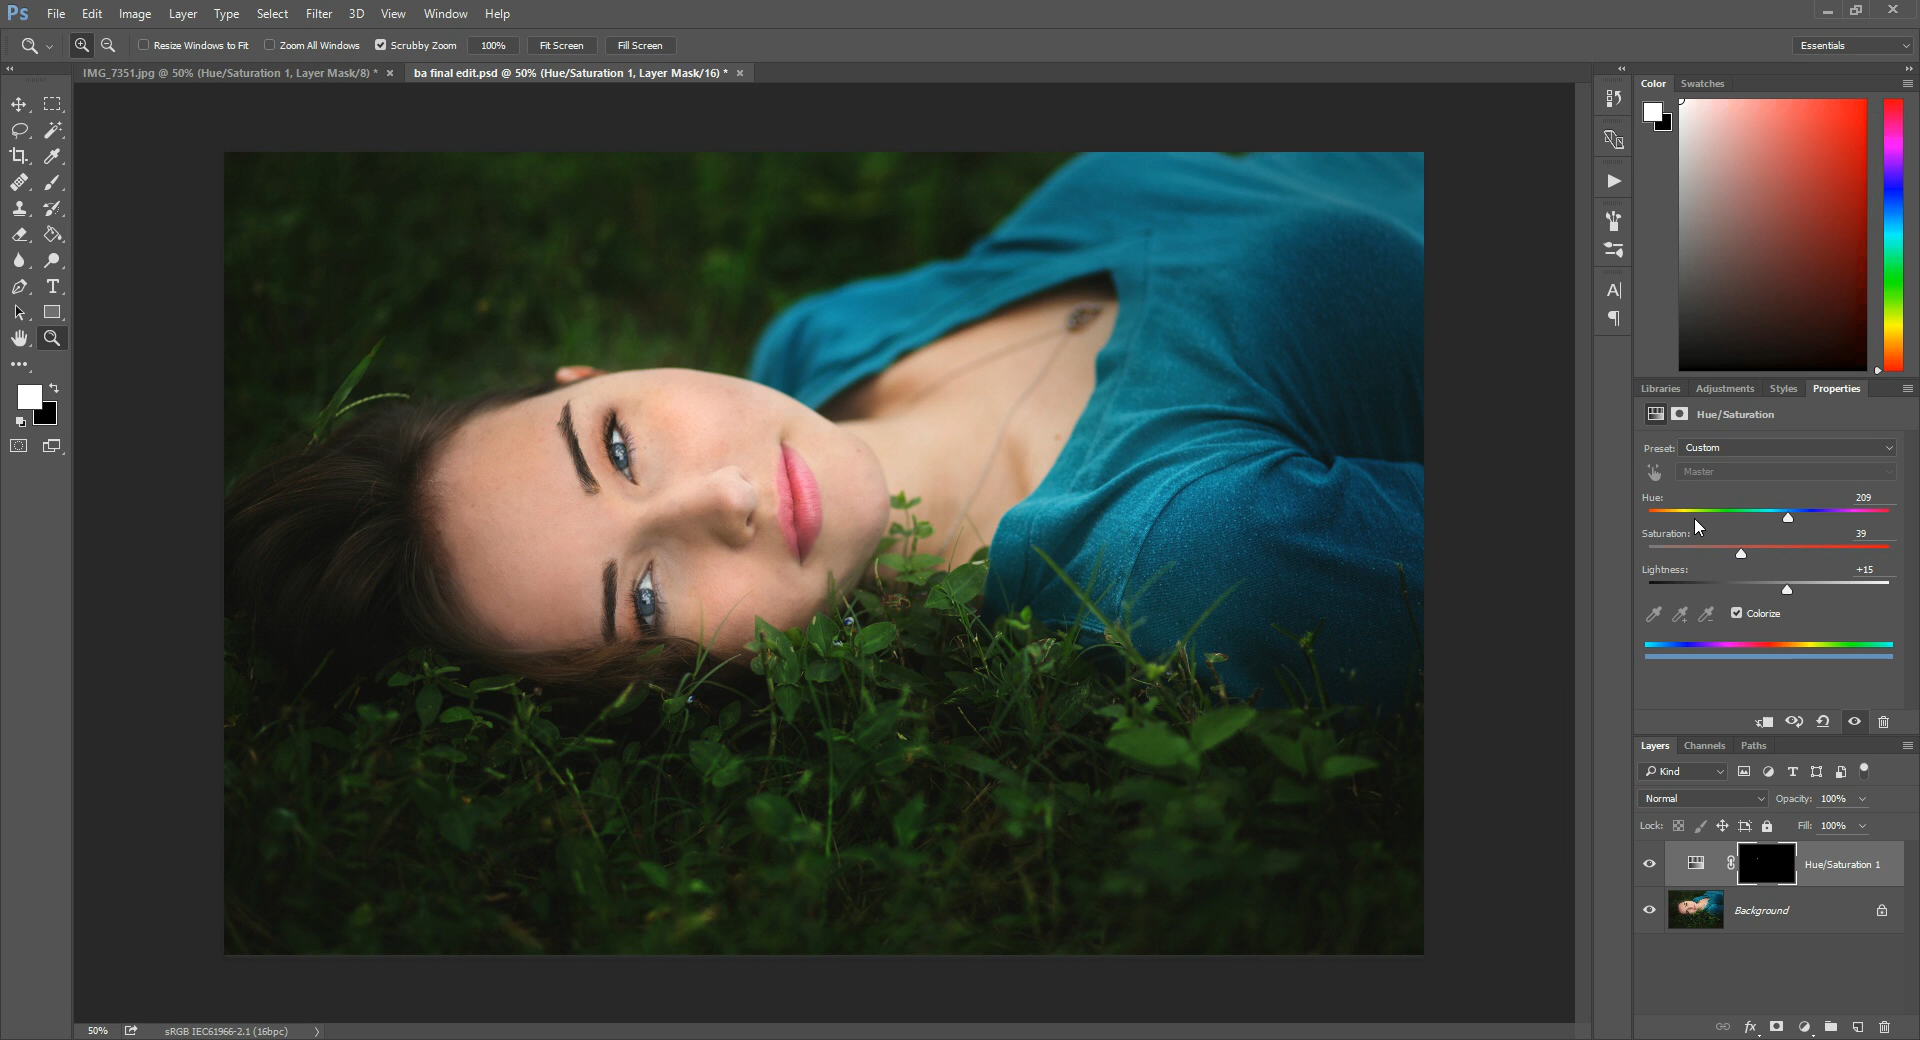 Ps File Edit Image Layer Type Select Filter 3D View Window Help
Resize Windows to Fit Zoom All Windows Scrubby Zoom 100% Fit Screen Fill Screen Essentials
IMG_7351.jpg @ 50% (Hue/Saturation 1, Layer Mask/8) * × ba final edit.psd @ 50% (Hue/Saturation 1, Layer Mask/16) * ×
Color Swatches
Libraries Adjustments Styles Properties
Hue/Saturation
Preset: Custom
Master
Hue: 209
Saturation: 39
Lightness: +15
Colorize
Layers Channels Paths
Kind
Normal Opacity: 100%
Lock: Fill: 100%
Hue/Saturation 1
Background
50% sRGB IEC61966-2.1 (16bpc)
fx